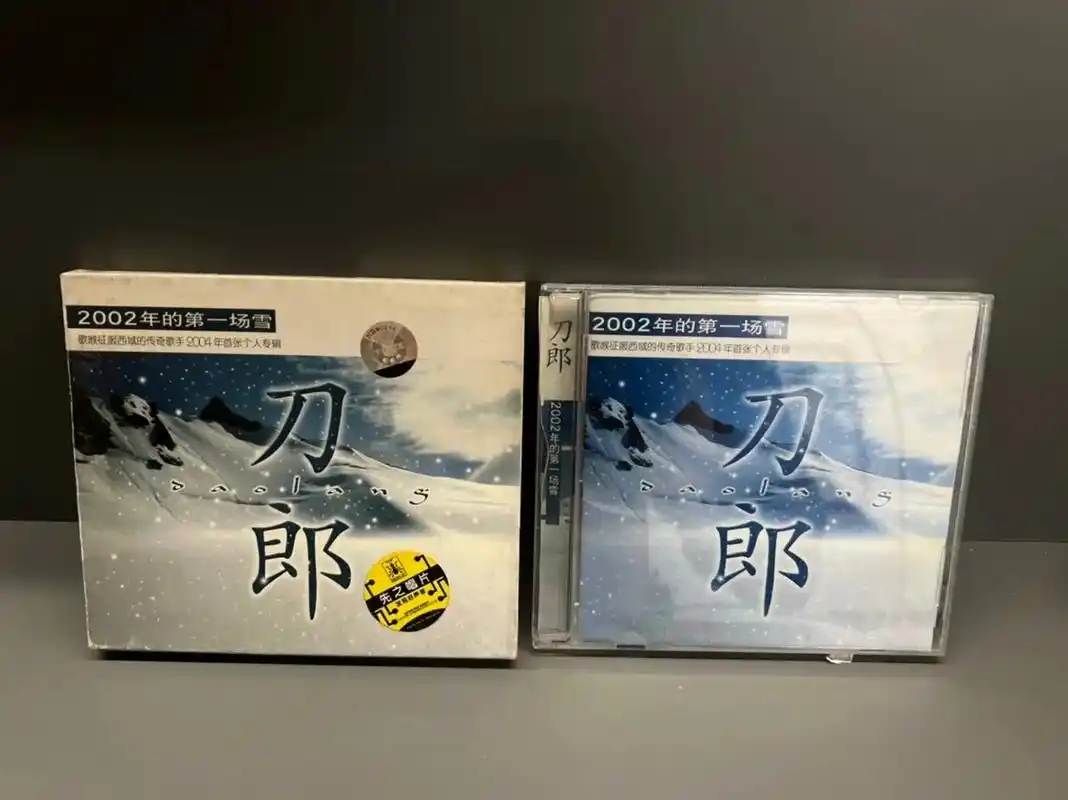 2002年的第一场雪
歌喉征服西域的传奇歌手2004年首张个人专辑
刀
daolang
郎
先之唱片
刀郎
2002年的第一场雪
2002年的第一场雪
歌喉征服西域的传奇歌手2004年首张个人专辑
刀
daolang
郎